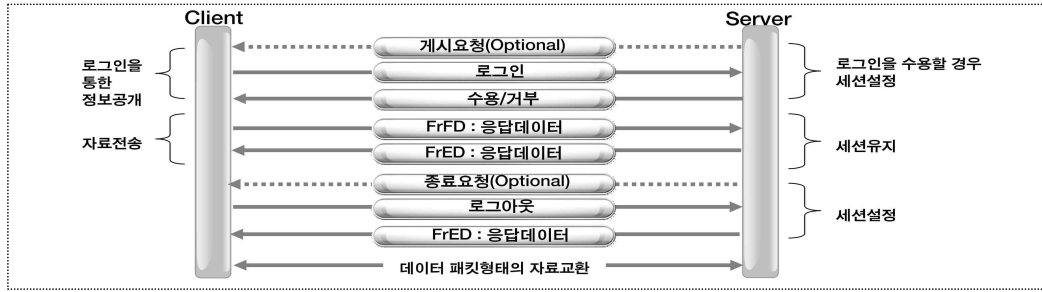 Client
Server
게시요청(Optional)
로그인
수용/거부
FrFD : 응답데이터
FrED : 응답데이터
종료요청(Optional)
로그아웃
FrED : 응답데이터
데이터 패킷형태의 자료교환
로그인을
통한
정보공개
자료전송
로그인을 수용할 경우
세션설정
세션유지
세션설정